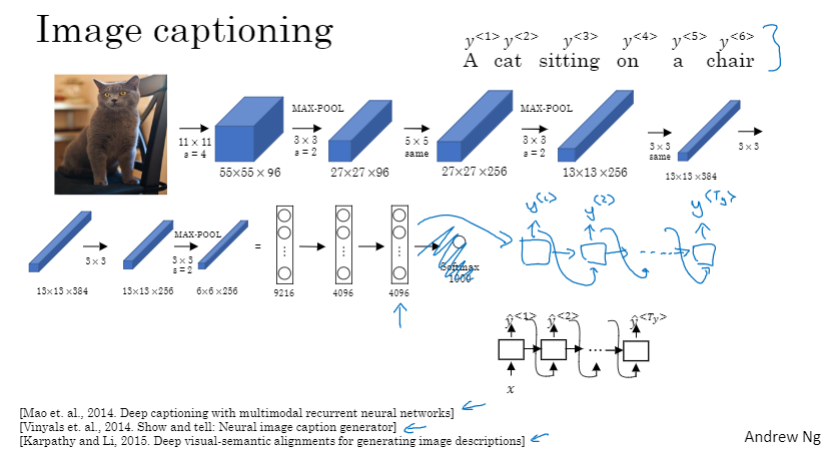 Image captioning
y<1> y<2> y<3> y<4> y<5> y<6>
A cat sitting on a chair
MAX-POOL MAX-POOL
11 × 11 3 × 3 5 × 5 3 × 3 3 × 3 3 × 3
s = 4 s = 2 same s = 2 same
55×55 × 96 27×27 ×96 27×27 ×256 13×13 ×256 13×13 ×384
y<1> y<2> y<Ty>
MAX-POOL
3 × 3 3 × 3 = Softmax
s = 2 1000
13×13 ×384 13×13 ×256 6×6 ×256 9216 4096 4096
ŷ<1> ŷ<2> ŷ<Ty>
x
[Mao et. al., 2014. Deep captioning with multimodal recurrent neural networks]
[Vinyals et. al., 2014. Show and tell: Neural image caption generator]
[Karpathy and Li, 2015. Deep visual-semantic alignments for generating image descriptions]
Andrew Ng